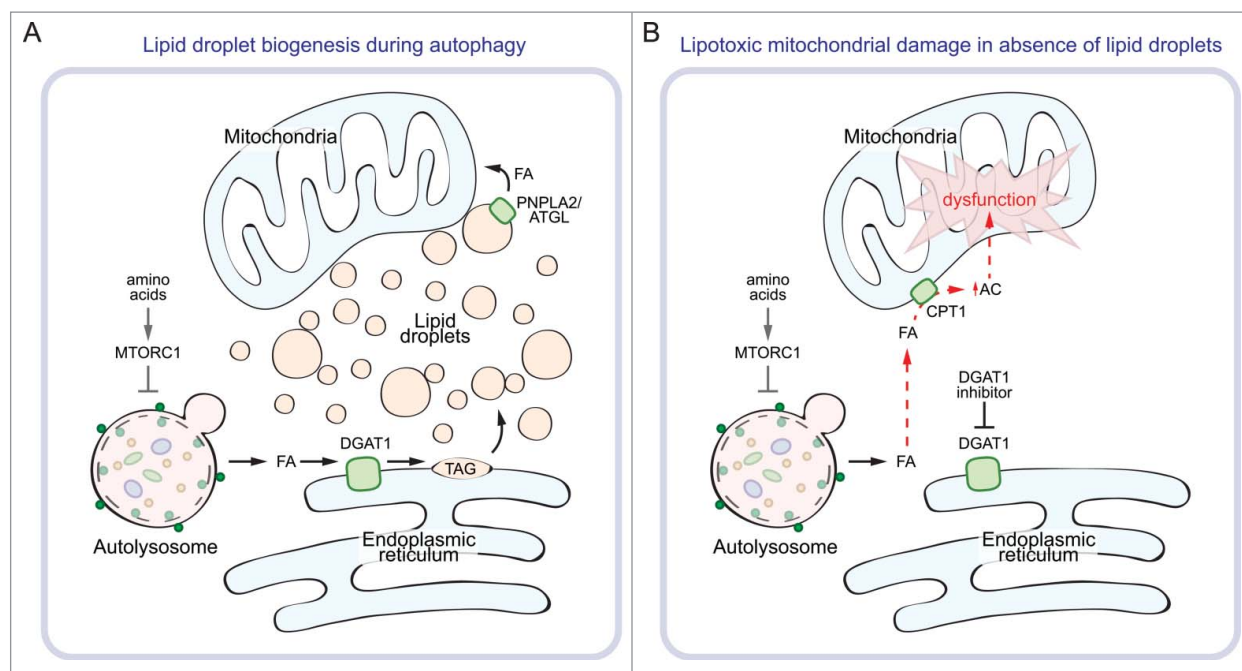 A
Lipid droplet biogenesis during autophagy
Mitochondria
FA
PNPLA2/
ATGL
amino
acids
MTORC1
Lipid
droplets
DGAT1
FA
TAG
Autolysosome
Endoplasmic
reticulum
B
Lipotoxic mitochondrial damage in absence of lipid droplets
Mitochondria
dysfunction
amino
acids
MTORC1
AC
CPT1
FA
DGAT1
inhibitor
DGAT1
FA
Autolysosome
Endoplasmic
reticulum